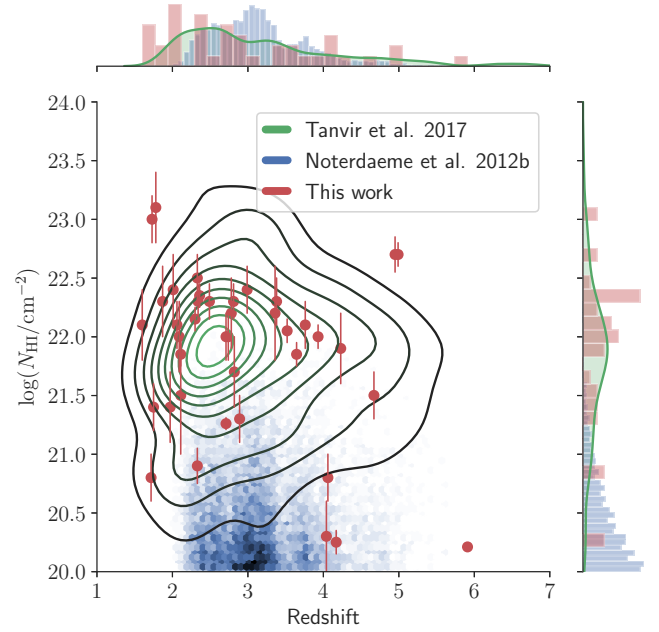 24.0
23.5
23.0
22.5
22.0
21.5
21.0
20.5
20.0
log(N_HI/cm⁻²)
Tanvir et al. 2017
Noterdaeme et al. 2012b
This work
1 2 3 4 5 6 7
Redshift